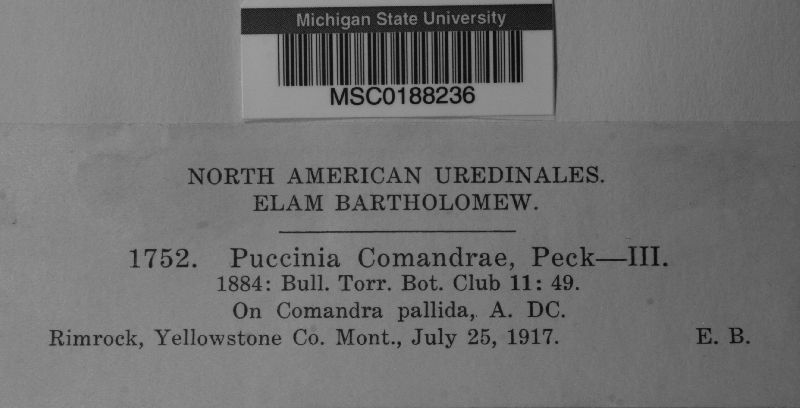 Michigan State University
MSC0188236
NORTH AMERICAN UREDINALES.
ELAM BARTHOLOMEW.
1752. Puccinia Comandrae, Peck—III.
1884: Bull. Torr. Bot. Club 11: 49.
On Comandra pallida, A. DC.
Rimrock, Yellowstone Co. Mont., July 25, 1917. E. B.